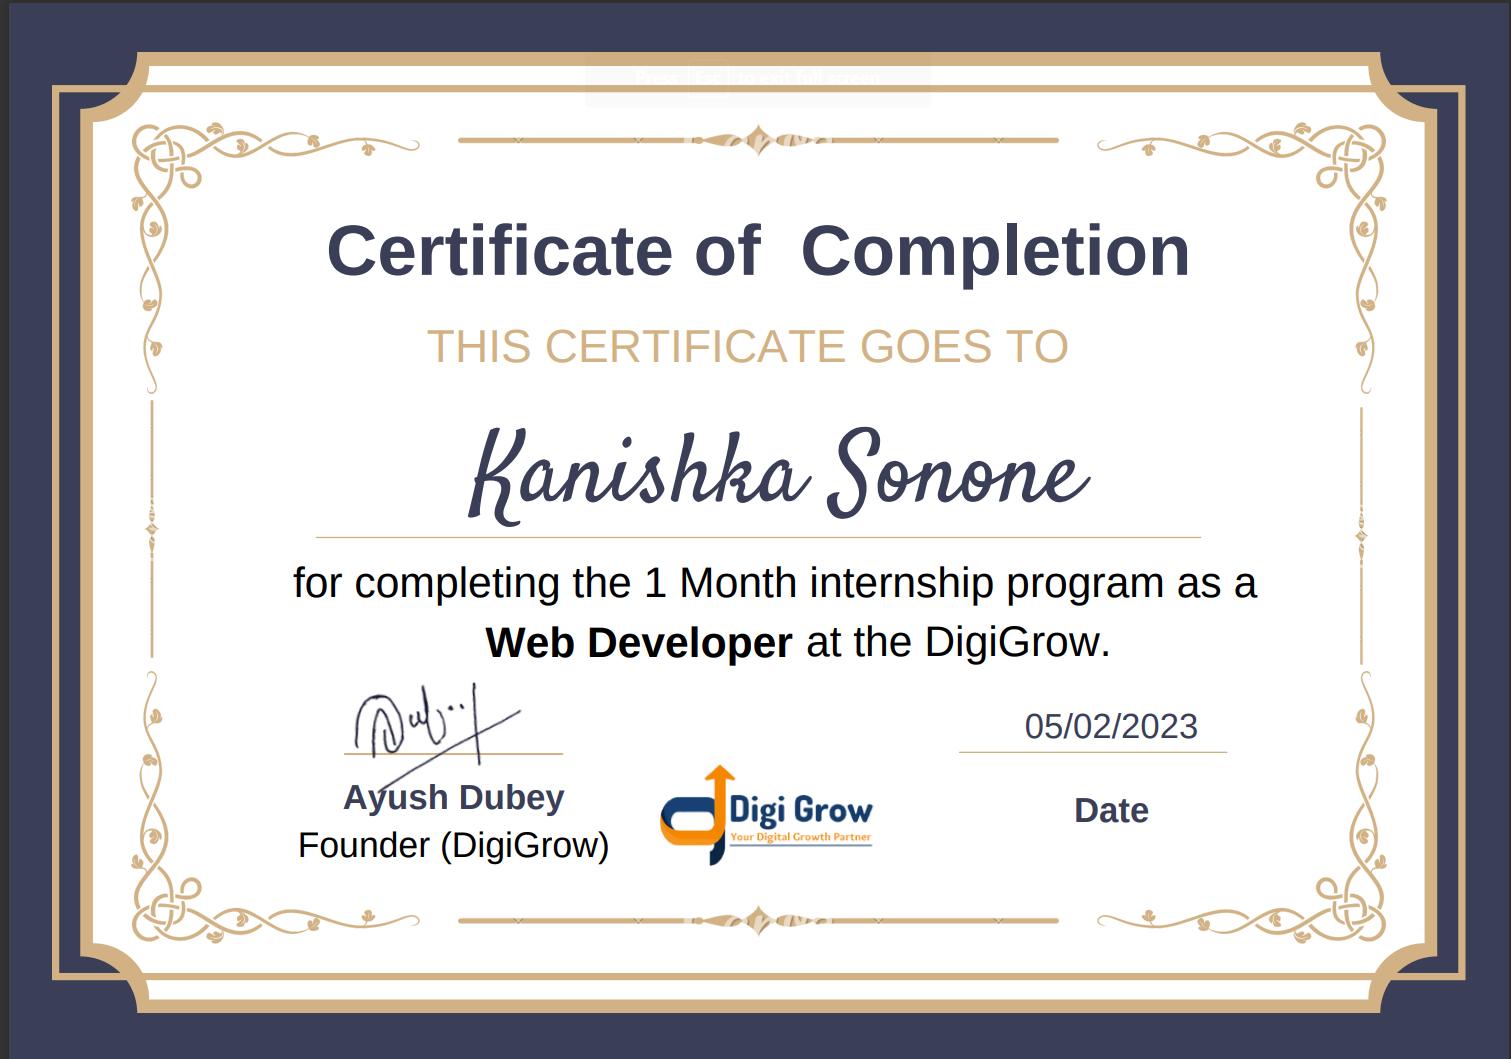 Press Esc to exit full screen
Certificate of Completion
THIS CERTIFICATE GOES TO
Kanishka Sonone
for completing the 1 Month internship program as a
Web Developer at the DigiGrow.
05/02/2023
Ayush Dubey
Founder (DigiGrow)
Digi Grow
Your Digital Growth Partner
Date